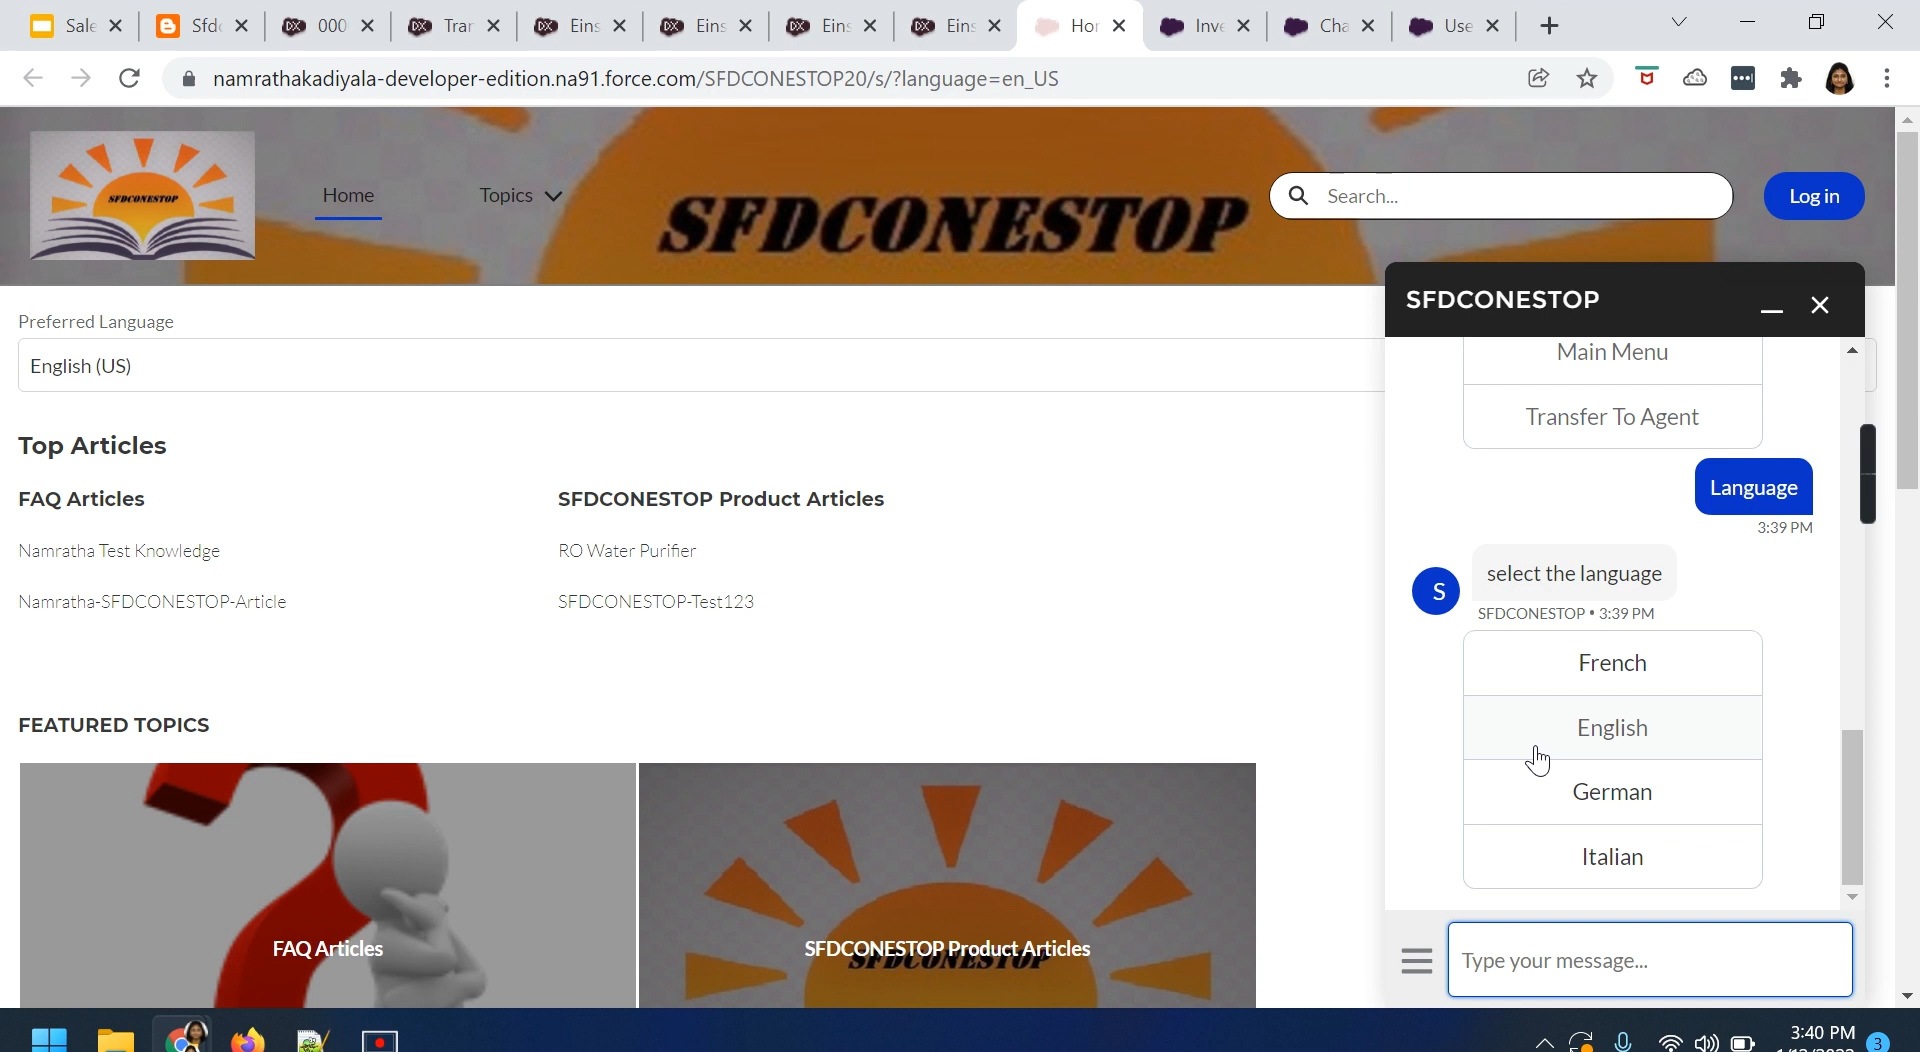 Sale
Sfdc
000
Tran
Eins
Eins
Eins
Eins
Hor
Inve
Cha
Use
namrathakadiyala-developer-edition.na91.force.com/SFDCONESTOP20/s/?language=en_US
SFDCONESTOP
Home
Topics
SFDCONESTOP
Search...
Log in
Preferred Language
English (US)
Top Articles
FAQ Articles
SFDCONESTOP Product Articles
Namratha Test Knowledge
RO Water Purifier
Namratha-SFDCONESTOP-Article
SFDCONESTOP-Test123
FEATURED TOPICS
FAQ Articles
SFDCONESTOP Product Articles
SFDCONESTOP
SFDCONESTOP
Main Menu
Transfer To Agent
Language
3:39 PM
S
select the language
SFDCONESTOP • 3:39 PM
French
English
German
Italian
Type your message...
3:40 PM
3